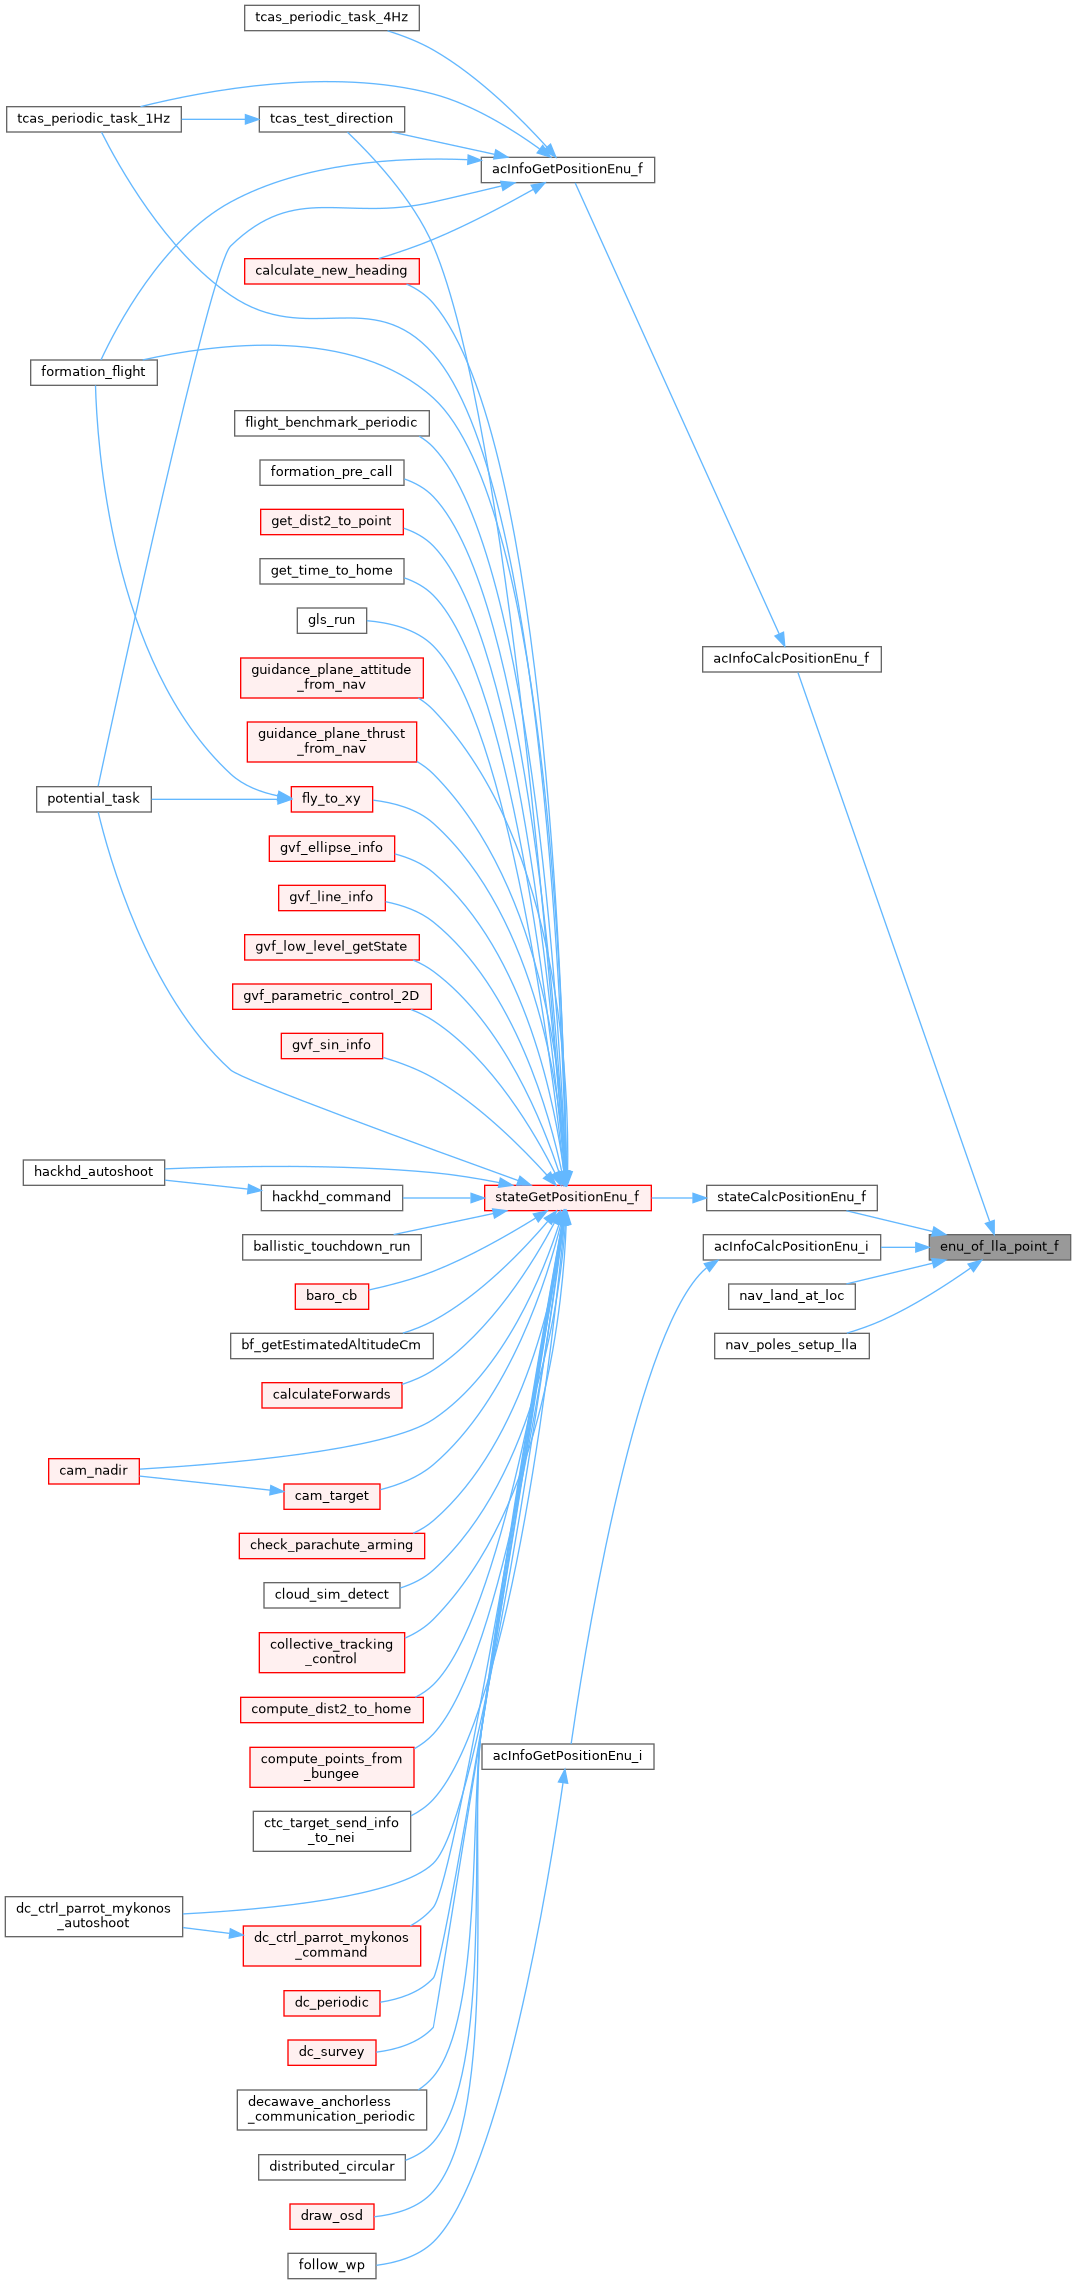 tcas_periodic_task_4Hz
tcas_periodic_task_1Hz
tcas_test_direction
acInfoGetPositionEnu_f
calculate_new_heading
formation_flight
flight_benchmark_periodic
formation_pre_call
get_dist2_to_point
get_time_to_home
gls_run
acInfoCalcPositionEnu_f
guidance_plane_attitude
_from_nav
guidance_plane_thrust
_from_nav
potential_task
fly_to_xy
gvf_ellipse_info
gvf_line_info
gvf_low_level_getState
gvf_parametric_control_2D
gvf_sin_info
hackhd_autoshoot
hackhd_command
stateGetPositionEnu_f
stateCalcPositionEnu_f
ballistic_touchdown_run
acInfoCalcPositionEnu_i
enu_of_lla_point_f
baro_cb
nav_land_at_loc
bf_getEstimatedAltitudeCm
nav_poles_setup_lla
calculateForwards
cam_nadir
cam_target
check_parachute_arming
cloud_sim_detect
collective_tracking
_control
compute_dist2_to_home
compute_points_from
_bungee
acInfoGetPositionEnu_i
ctc_target_send_info
_to_nei
dc_ctrl_parrot_mykonos
_autoshoot
dc_ctrl_parrot_mykonos
_command
dc_periodic
dc_survey
decawave_anchorless
_communication_periodic
distributed_circular
draw_osd
follow_wp